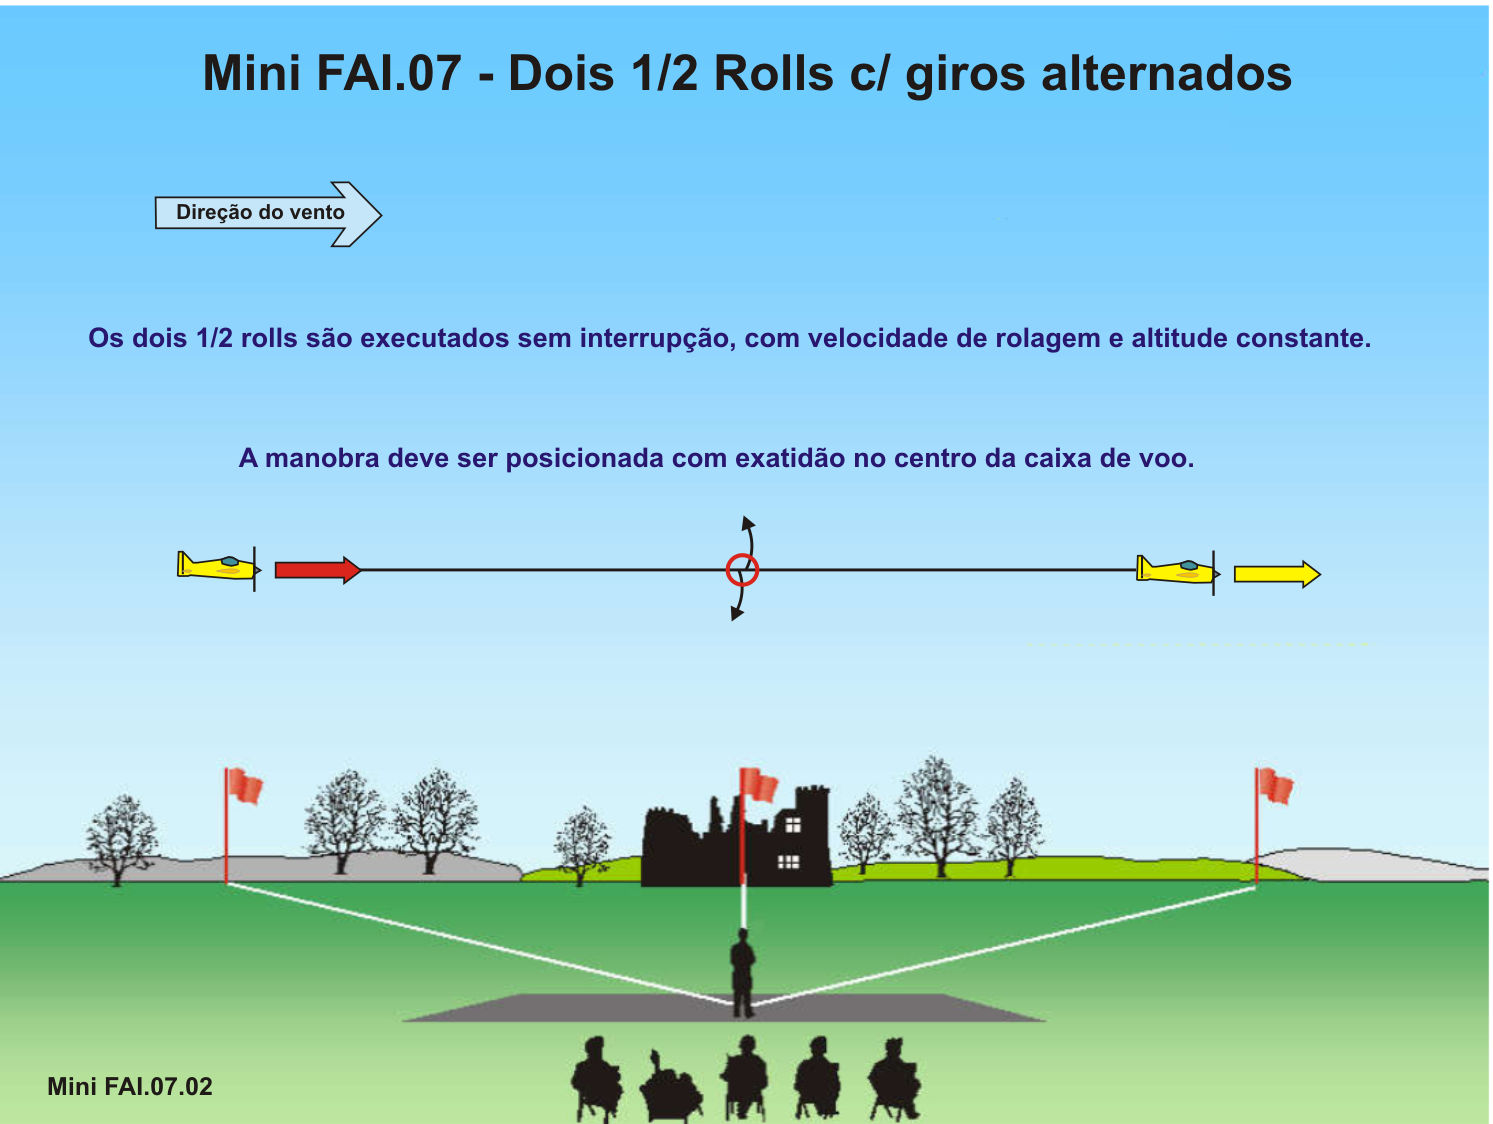 Mini FAI.07 - Dois 1/2 Rolls c/ giros alternados
Direção do vento
Os dois 1/2 rolls são executados sem interrupção, com velocidade de rolagem e altitude constante.
A manobra deve ser posicionada com exatidão no centro da caixa de voo.
Mini FAI.07.02